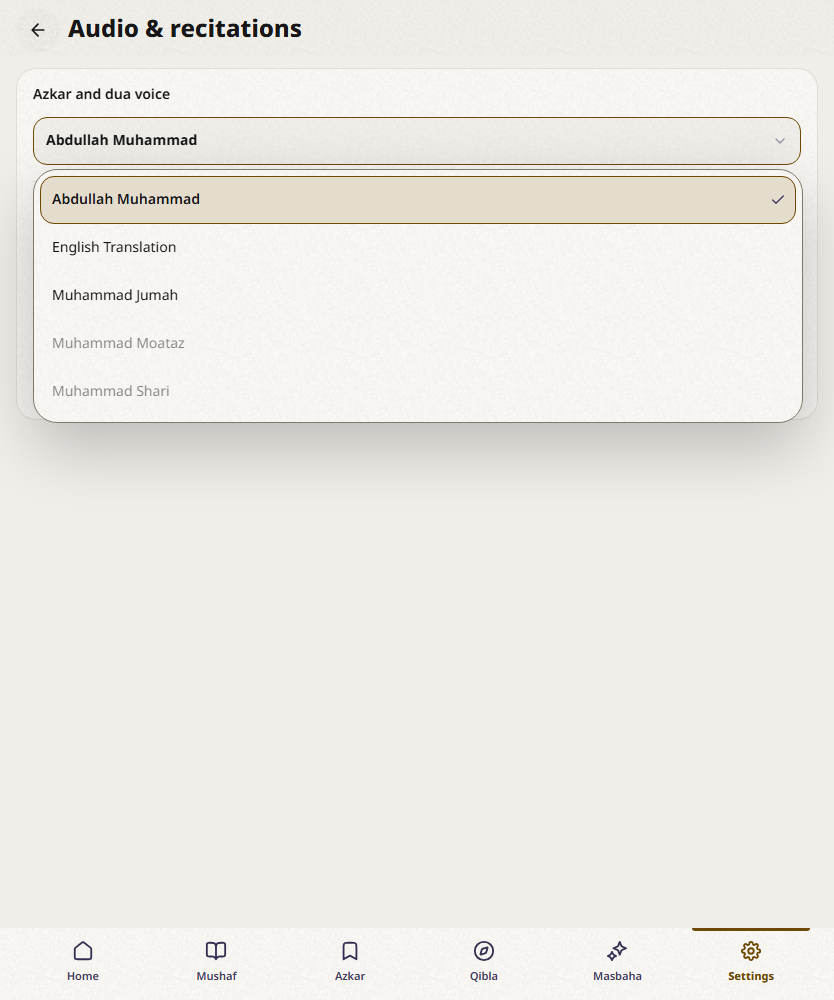 Audio & recitations
Azkar and dua voice
Abdullah Muhammad
Abdullah Muhammad
English Translation
Muhammad Jumah
Muhammad Moataz
Muhammad Shari
Home
Mushaf
Azkar
Qibla
Masbaha
Settings